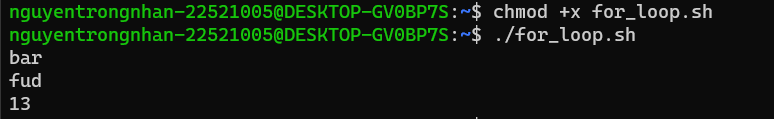 nguyentrongnhan-22521005@DESKTOP-GV0BP7S:~$ chmod +x for_loop.sh
nguyentrongnhan-22521005@DESKTOP-GV0BP7S:~$ ./for_loop.sh
bar
fud
13